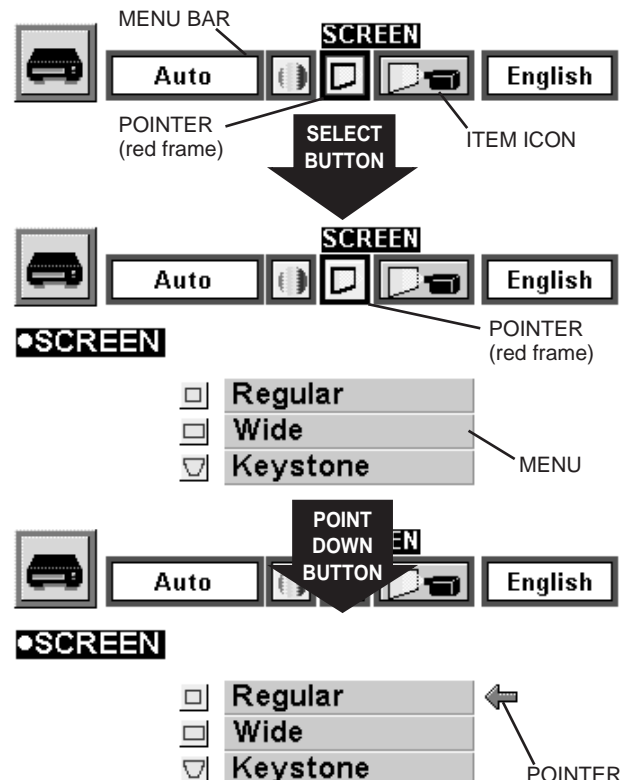 MENU BAR
SCREEN
Auto
English
POINTER
(red frame)
SELECT
BUTTON
ITEM ICON
SCREEN
Auto
English
POINTER
(red frame)
●SCREEN
Regular
Wide
Keystone
MENU
POINT
DOWN
BUTTON
EN
Auto
English
●SCREEN
Regular
Wide
Keystone
POINTER